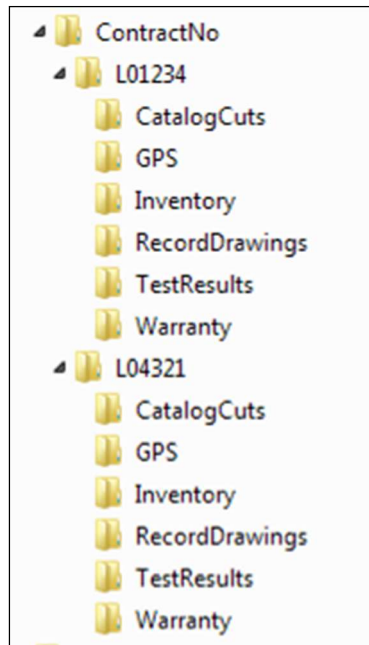 ContractNo
L01234
CatalogCuts
GPS
Inventory
RecordDrawings
TestResults
Warranty
L04321
CatalogCuts
GPS
Inventory
RecordDrawings
TestResults
Warranty